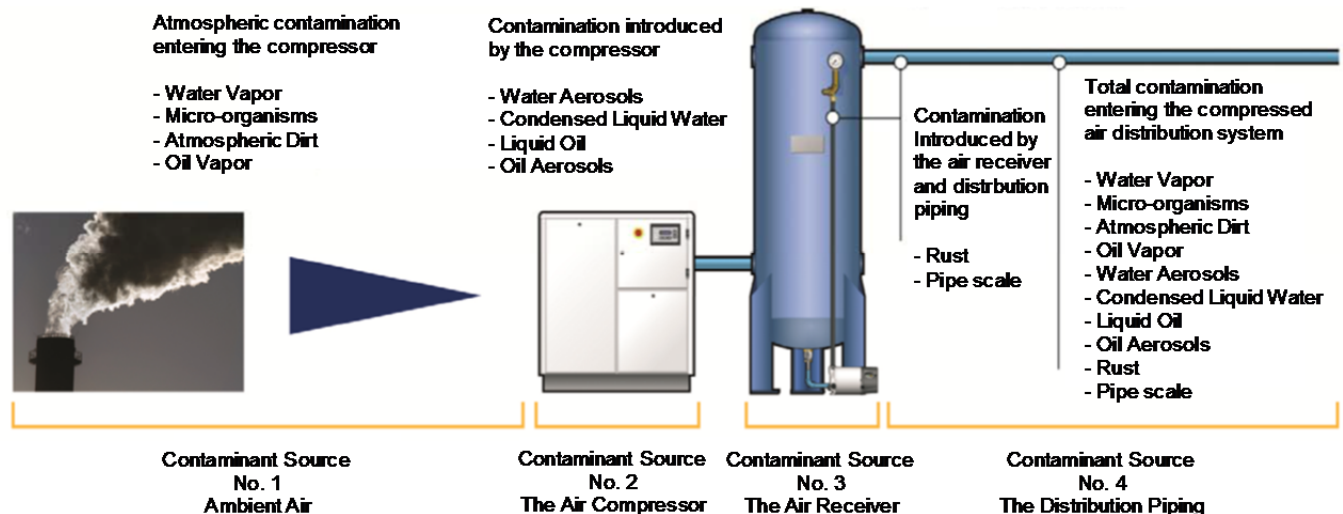 Atmospheric contamination
entering the compressor
- Water Vapor
- Micro-organisms
- Atmospheric Dirt
- Oil Vapor
Contamination introduced
by the compressor
- Water Aerosols
- Condensed Liquid Water
- Liquid Oil
- Oil Aerosols
Contamination
Introduced by
the air receiver
and distrbution
piping
- Rust
- Pipe scale
Total contamination
entering the compressed
air distribution system
- Water Vapor
- Micro-organisms
- Atmospheric Dirt
- Oil Vapor
- Water Aerosols
- Condensed Liquid Water
- Liquid Oil
- Oil Aerosols
- Rust
- Pipe scale
Contaminant Source
No. 1
Ambient Air
Contaminant Source
No. 2
The Air Compressor
Contaminant Source
No. 3
The Air Receiver
Contaminant Source
No. 4
The Distribution Piping